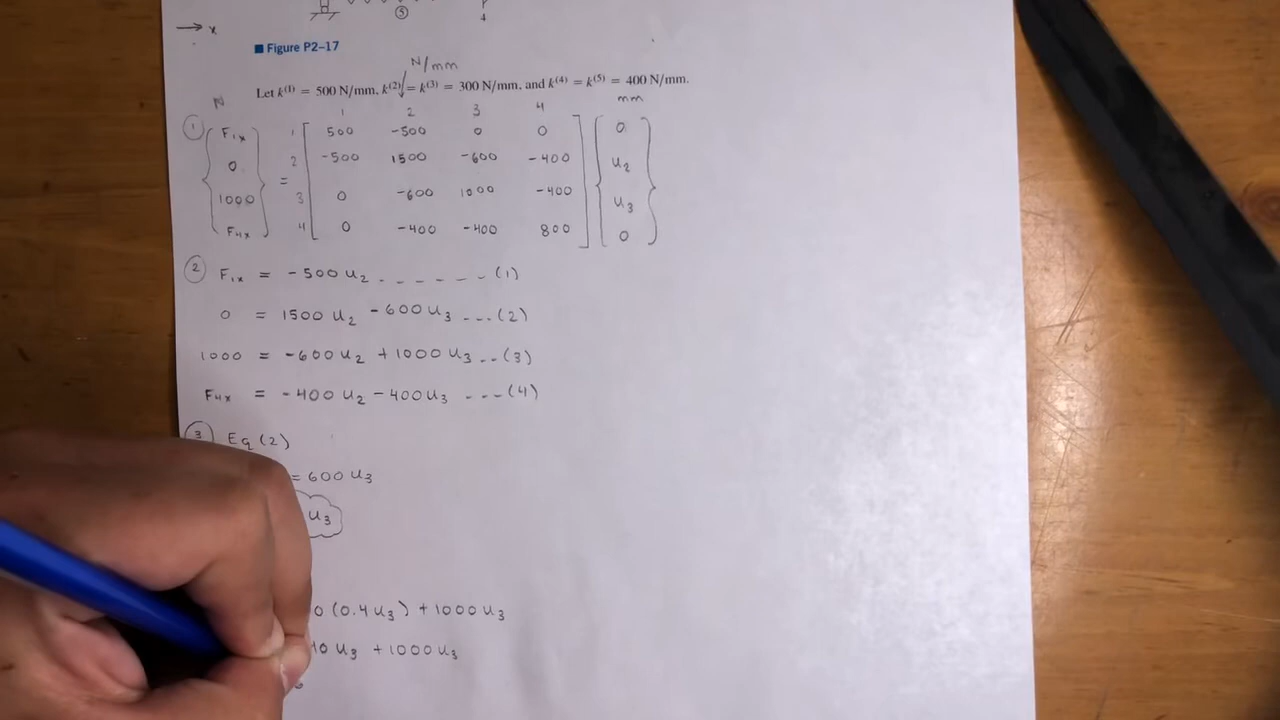 5
4
→ x
■ Figure P2–17
N/mm
Let k(1) = 500 N/mm, k(2) = k(3) = 300 N/mm, and k(4) = k(5) = 400 N/mm.
N mm
1 2 3 4
1 F1x 1 500 -500 0 0 0
0 2 -500 1500 -600 -400 u2
=
1000 3 0 -600 1000 -400 u3
F4x 4 0 -400 -400 800 0
2 F1x = -500 u2 - - - - - - (1)
0 = 1500 u2 - 600 u3 ---(2)
1000 = -600 u2 + 1000 u3 --(3)
F4x = -400 u2 - 400 u3 ---(4)
3 Eq (2)
= 600 u3
u3
0 (0.4 u3) + 1000 u3
40 u3 + 1000 u3